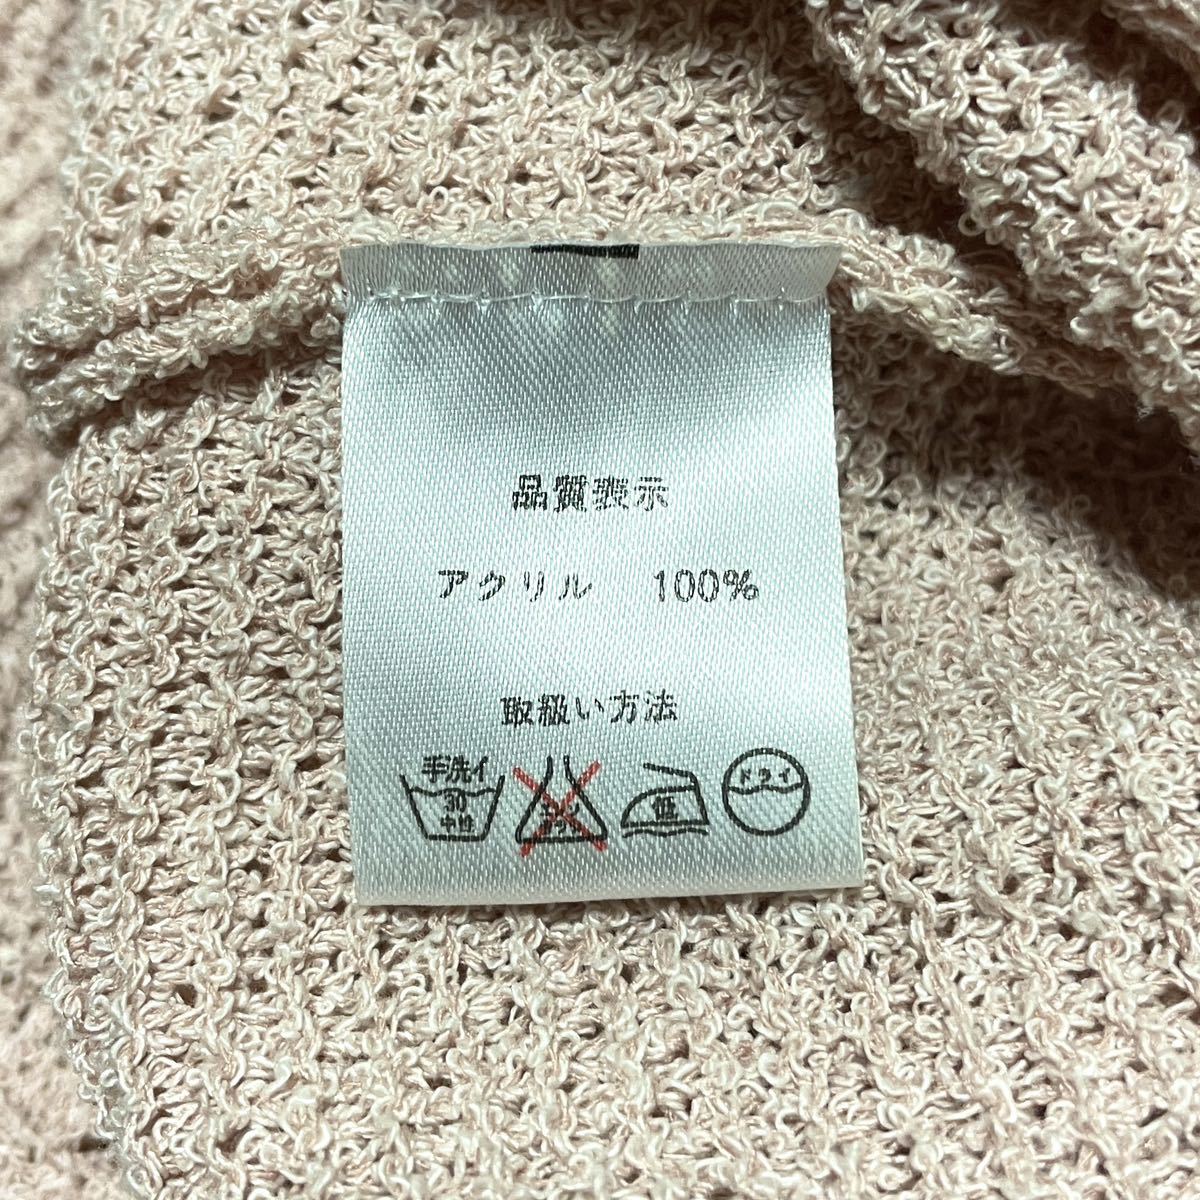 品質表示
アクリル 100%
取扱い方法
手洗イ 30 中性 低 ドライ